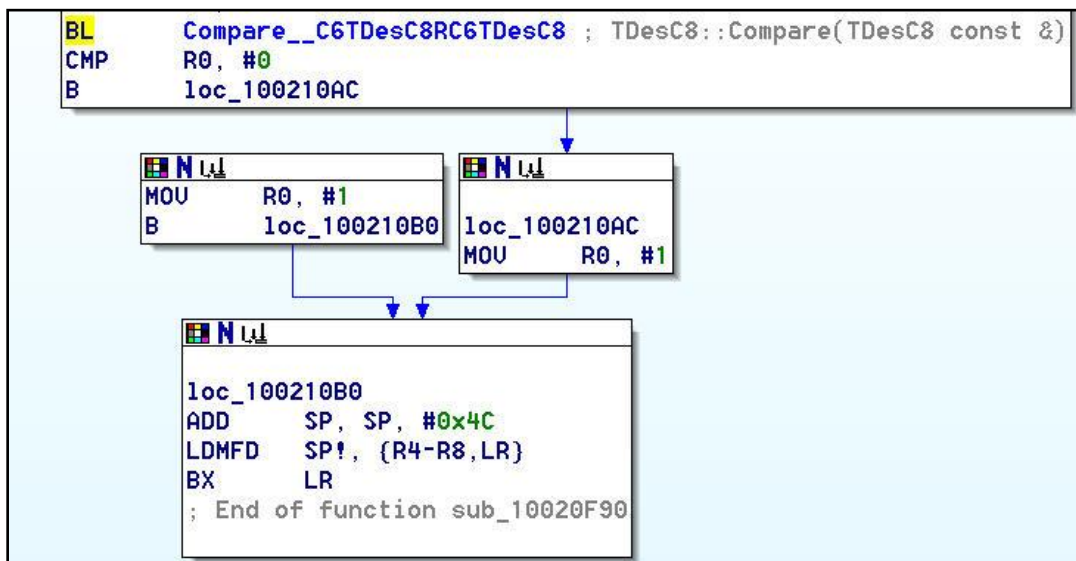 BL Compare__C6TDesC8RC6TDesC8 ; TDesC8::Compare(TDesC8 const &)
CMP R0, #0
B loc_100210AC
N
MOV R0, #1
B loc_100210B0
N
loc_100210AC
MOV R0, #1
N
loc_100210B0
ADD SP, SP, #0x4C
LDMFD SP!, {R4-R8,LR}
BX LR
; End of function sub_10020F90